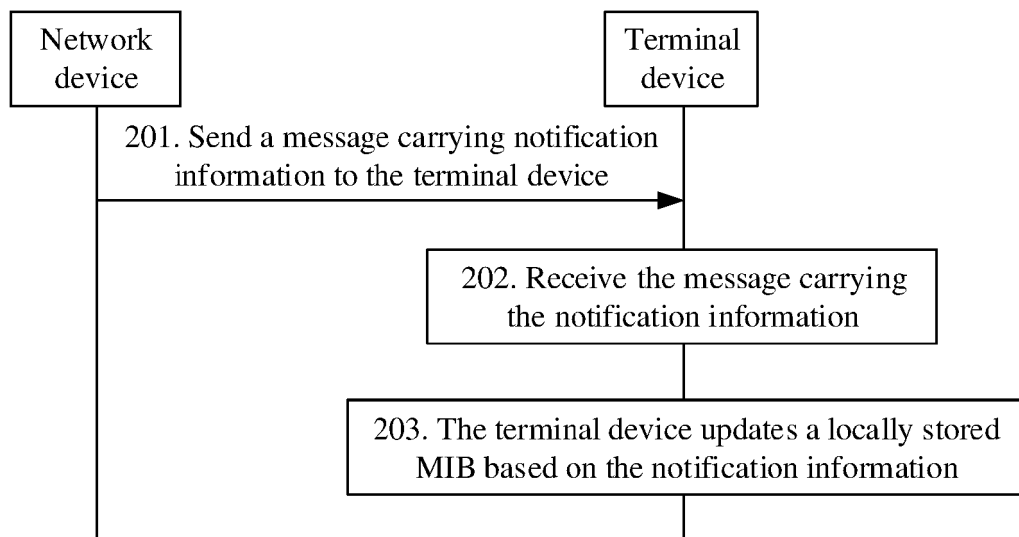 Network
device
Terminal
device
201. Send a message carrying notification
information to the terminal device
202. Receive the message carrying
the notification information
203. The terminal device updates a locally stored
MIB based on the notification information